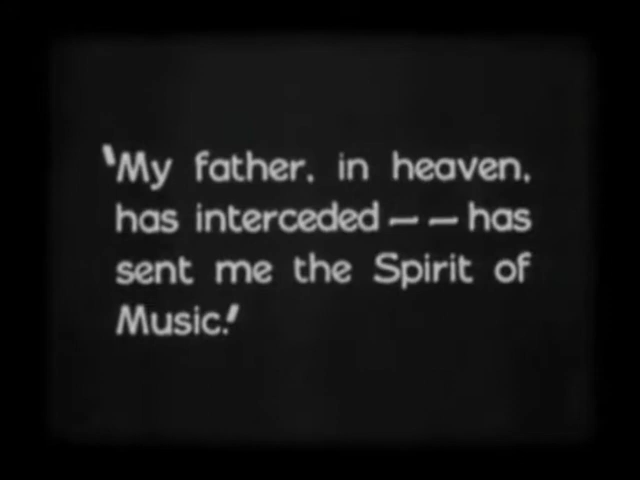 "My father, in heaven,
has interceded — — has
sent me the Spirit of
Music."